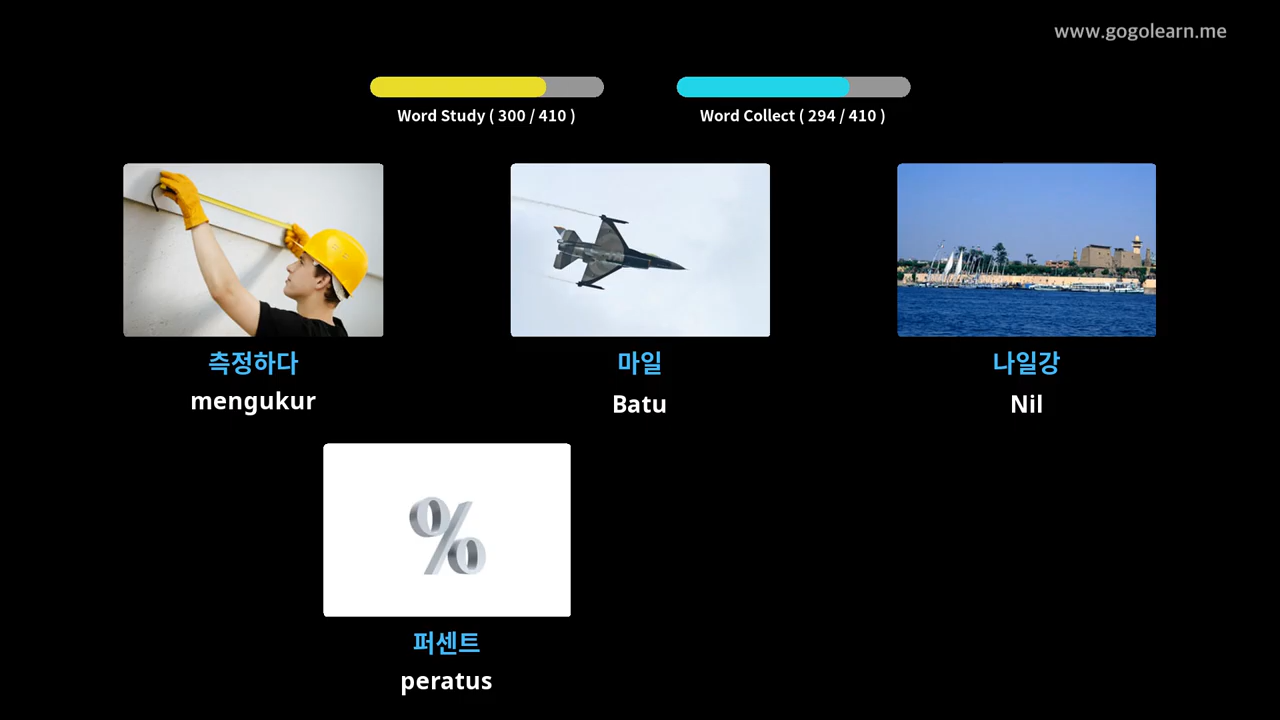 www.gogolearn.me
Word Study ( 300 / 410 )
Word Collect ( 294 / 410 )
측정하다
mengukur
마일
Batu
나일강
Nil
%
퍼센트
peratus